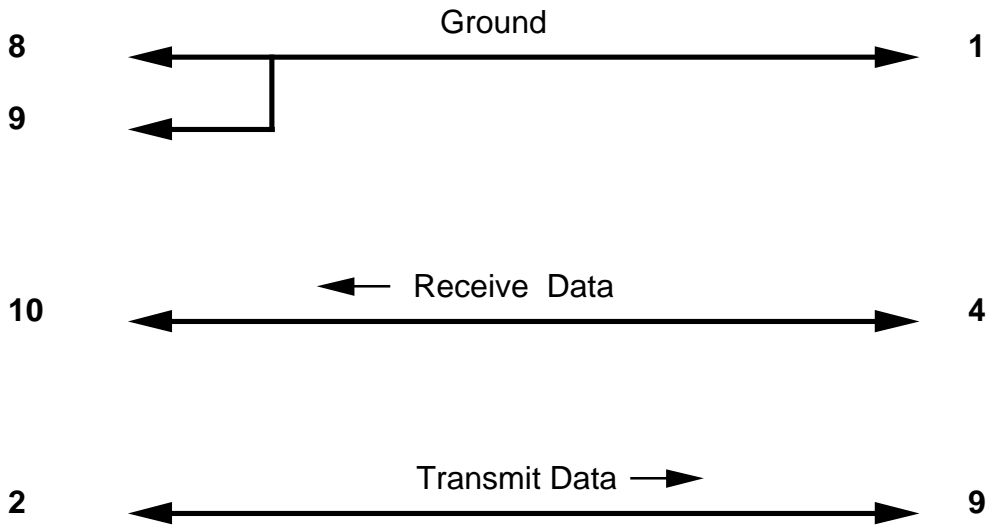 Ground
8 1
9
Receive Data
10 4
Transmit Data
2 9